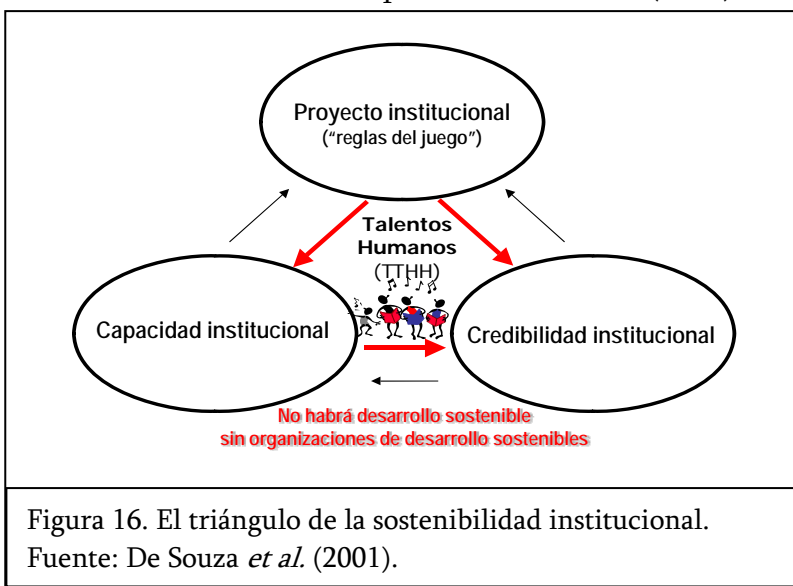 Proyecto institucional
(“reglas del juego”)
Talentos
Humanos
(TTHH)
Capacidad institucional
Credibilidad institucional
No habrá desarrollo sostenible
sin organizaciones de desarrollo sostenibles
Figura 16. El triángulo de la sostenibilidad institucional.
Fuente: De Souza et al. (2001).